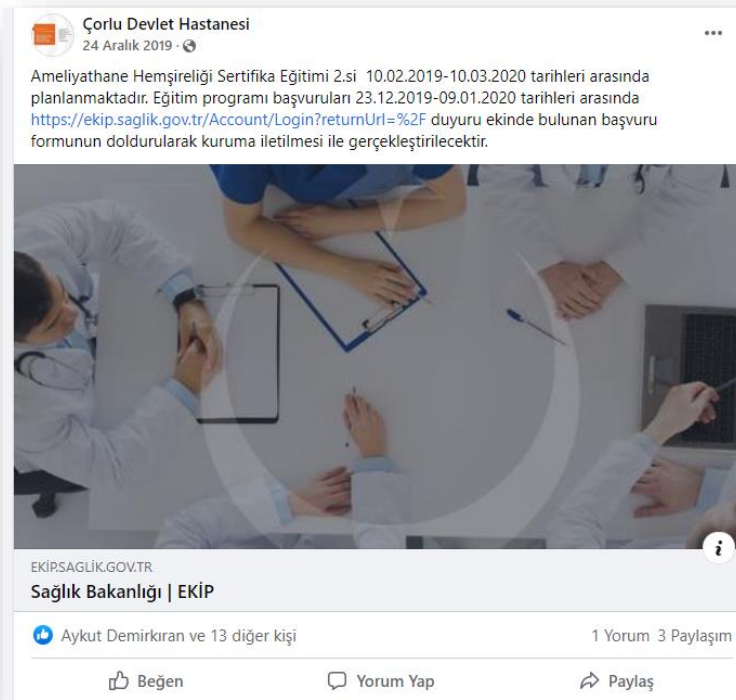 Çorlu Devlet Hastanesi
24 Aralık 2019 ·
Ameliyathane Hemşireliği Sertifika Eğitimi 2.si 10.02.2019-10.03.2020 tarihleri arasında
planlanmaktadır. Eğitim programı başvuruları 23.12.2019-09.01.2020 tarihleri arasında
https://ekip.saglik.gov.tr/Account/Login?returnUrl=%2F duyuru ekinde bulunan başvuru
formunun doldurularak kuruma iletilmesi ile gerçekleştirilecektir.
EKİP.SAGLIK.GOV.TR
Sağlık Bakanlığı | EKİP
Aykut Demirkıran ve 13 diğer kişi
1 Yorum 3 Paylaşım
Beğen
Yorum Yap
Paylaş